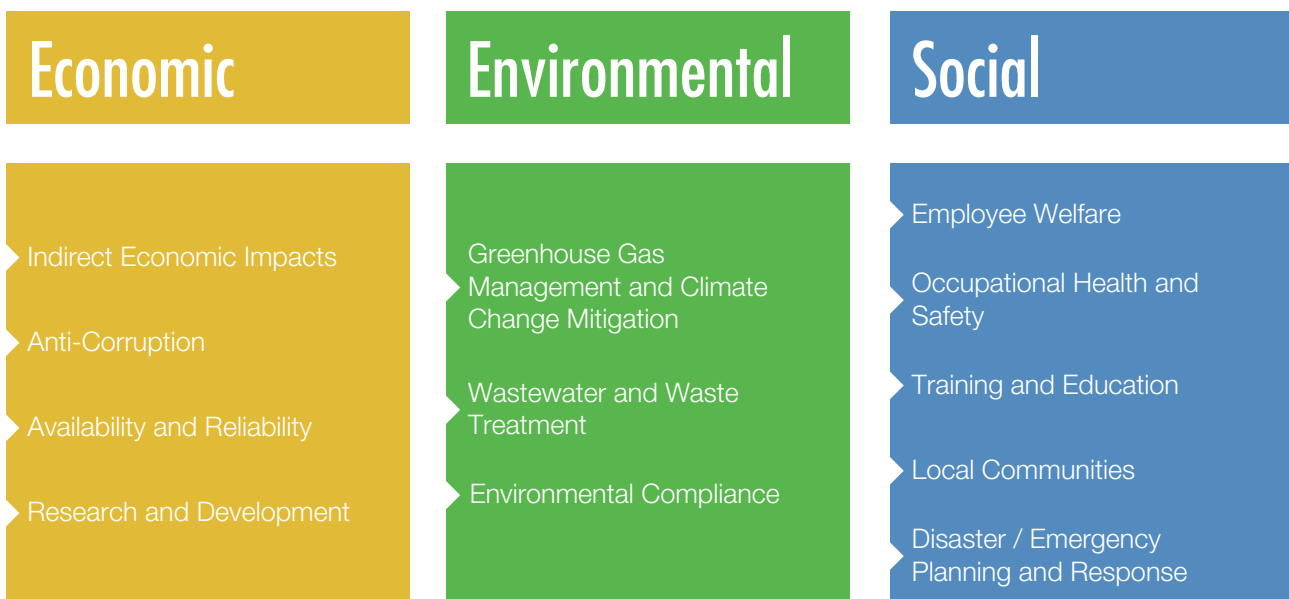 Economic
Indirect Economic Impacts
Anti-Corruption
Availability and Reliability
Research and Development
Environmental
Greenhouse Gas
Management and Climate
Change Mitigation
Wastewater and Waste
Treatment
Environmental Compliance
Social
Employee Welfare
Occupational Health and
Safety
Training and Education
Local Communities
Disaster / Emergency
Planning and Response